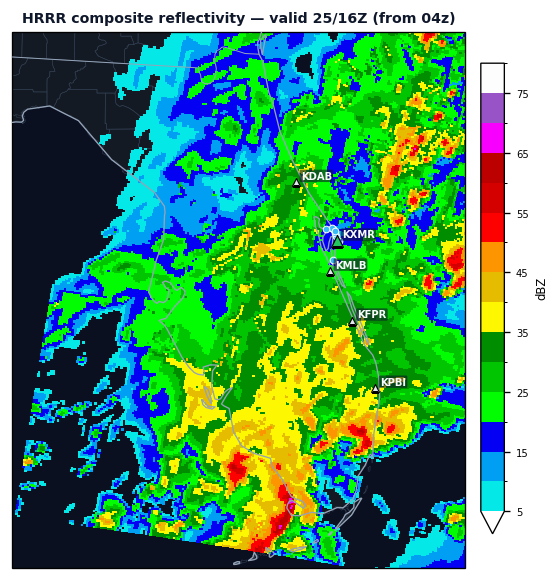 HRRR composite reflectivity — valid 25/16Z (from 04z)
KDAB
KXMR
KMLB
KFPR
KPBI
75
65
55
45
35
25
15
5
dBZ